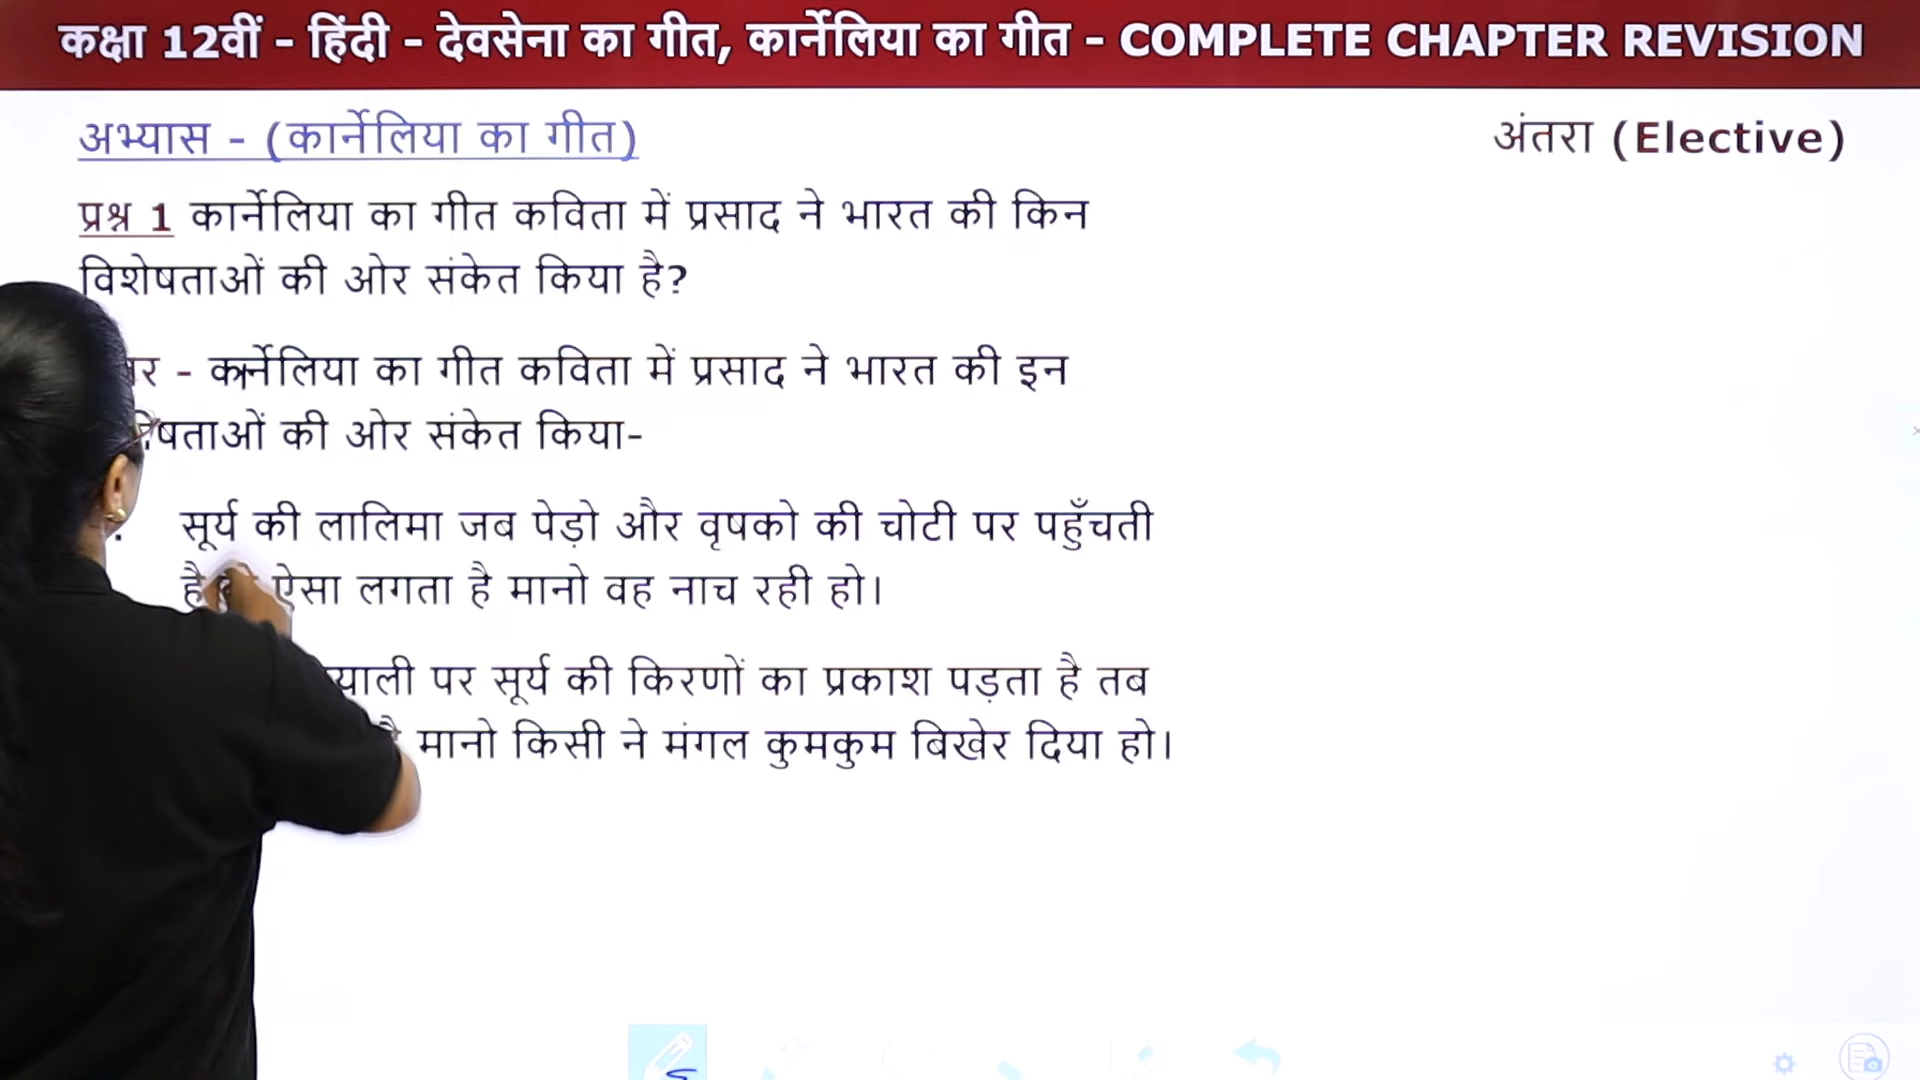 कक्षा 12वीं - हिंदी - देवसेना का गीत, कार्नेलिया का गीत - COMPLETE CHAPTER REVISION
अभ्यास - (कार्नेलिया का गीत)
अंतरा (Elective)
प्रश्न 1 कार्नेलिया का गीत कविता में प्रसाद ने भारत की किन
विशेषताओं की ओर संकेत किया है?
- कार्नेलिया का गीत कविता में प्रसाद ने भारत की इन
की ओर संकेत किया-
सूर्य की लालिमा जब पेड़ो और वृषको की चोटी पर पहुँचती
है ऐसा लगता है मानो वह नाच रही हो।
पर सूर्य की किरणों का प्रकाश पड़ता है तब
मानो किसी ने मंगल कुमकुम बिखेर दिया हो।